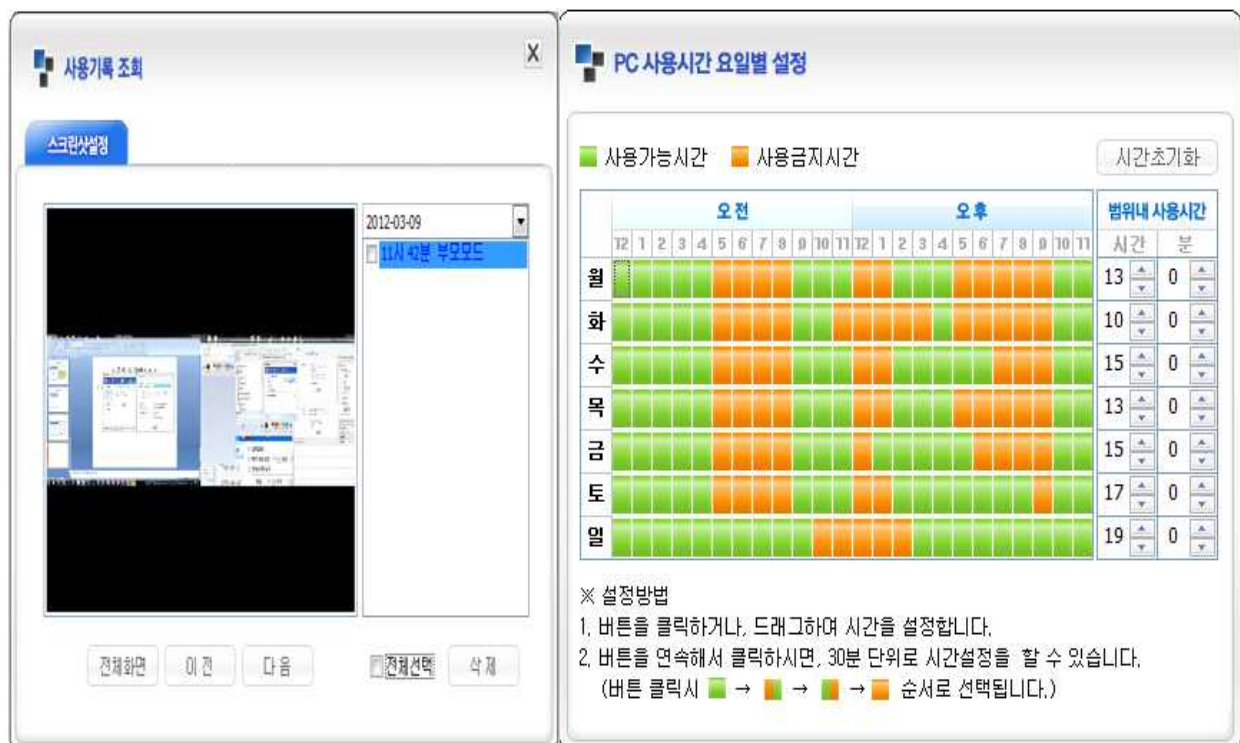 사용기록 조회
X
스크린샷설정
2012-03-09
11시 42분 부모모드
전체화면 이 전 다 음 전체선택 삭 제
PC 사용시간 요일별 설정
사용가능시간 사용금지시간 시간초기화
오 전 오 후 범위내 사용시간
12 1 2 3 4 5 6 7 8 9 10 11 12 1 2 3 4 5 6 7 8 9 10 11 시간 분
월 13 0
화 10 0
수 15 0
목 13 0
금 15 0
토 17 0
일 19 0
※ 설정방법
1. 버튼을 클릭하거나, 드래그하여 시간을 설정합니다.
2. 버튼을 연속해서 클릭하시면, 30분 단위로 시간설정을 할 수 있습니다.
(버튼 클릭시 → → → 순서로 선택됩니다.)